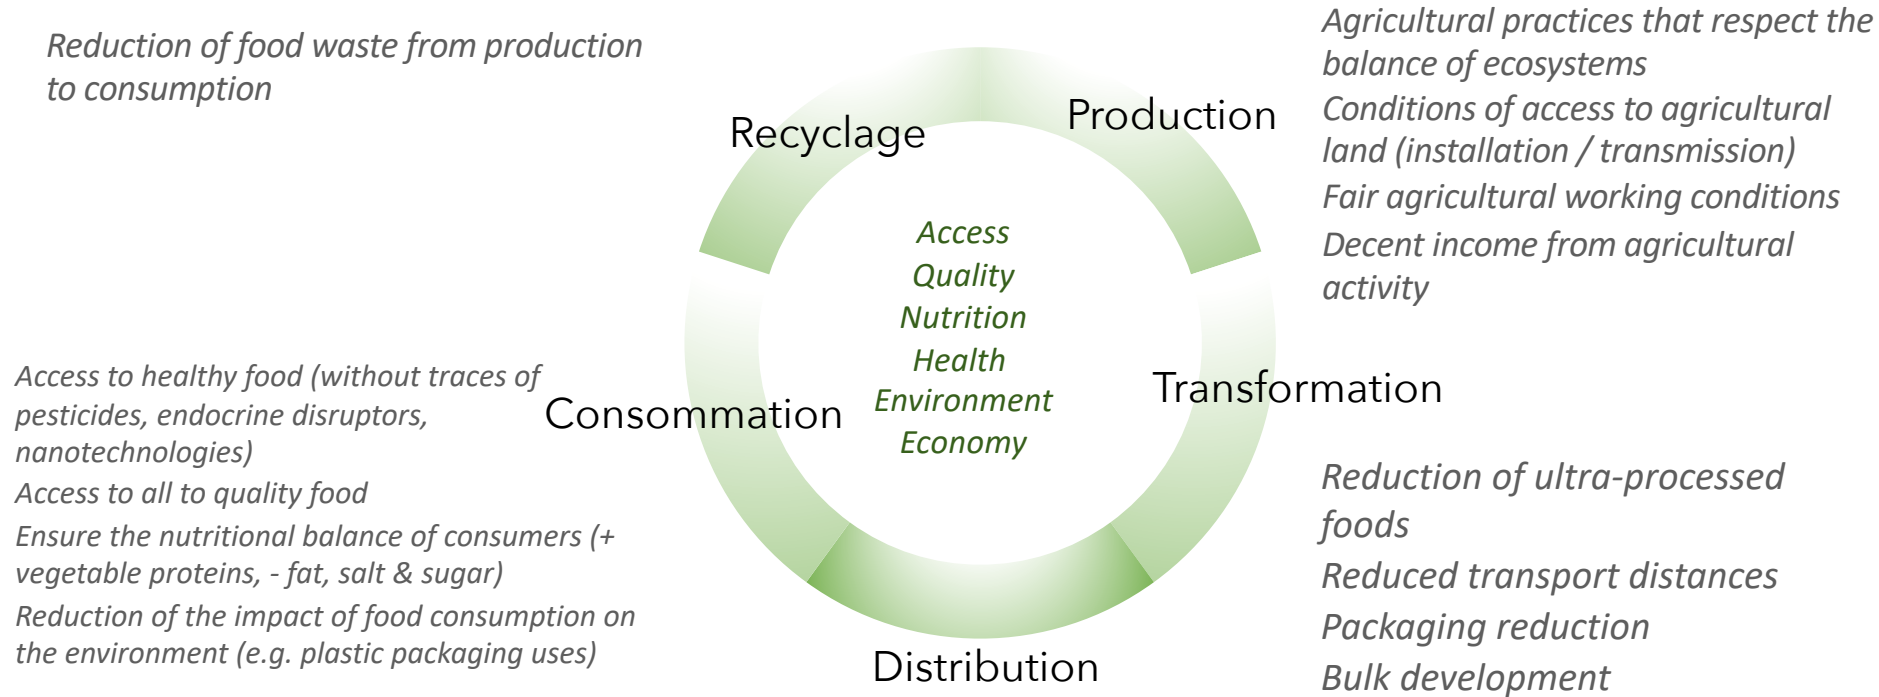 Reduction of food waste from production
to consumption
Recyclage
Production
Agricultural practices that respect the
balance of ecosystems
Conditions of access to agricultural
land (installation / transmission)
Fair agricultural working conditions
Decent income from agricultural
activity
Access
Quality
Nutrition
Health
Environment
Economy
Access to healthy food (without traces of
pesticides, endocrine disruptors,
nanotechnologies)
Access to all to quality food
Ensure the nutritional balance of consumers (+
vegetable proteins, - fat, salt & sugar)
Reduction of the impact of food consumption on
the environment (e.g. plastic packaging uses)
Consommation
Transformation
Reduction of ultra-processed
foods
Reduced transport distances
Packaging reduction
Bulk development
Distribution